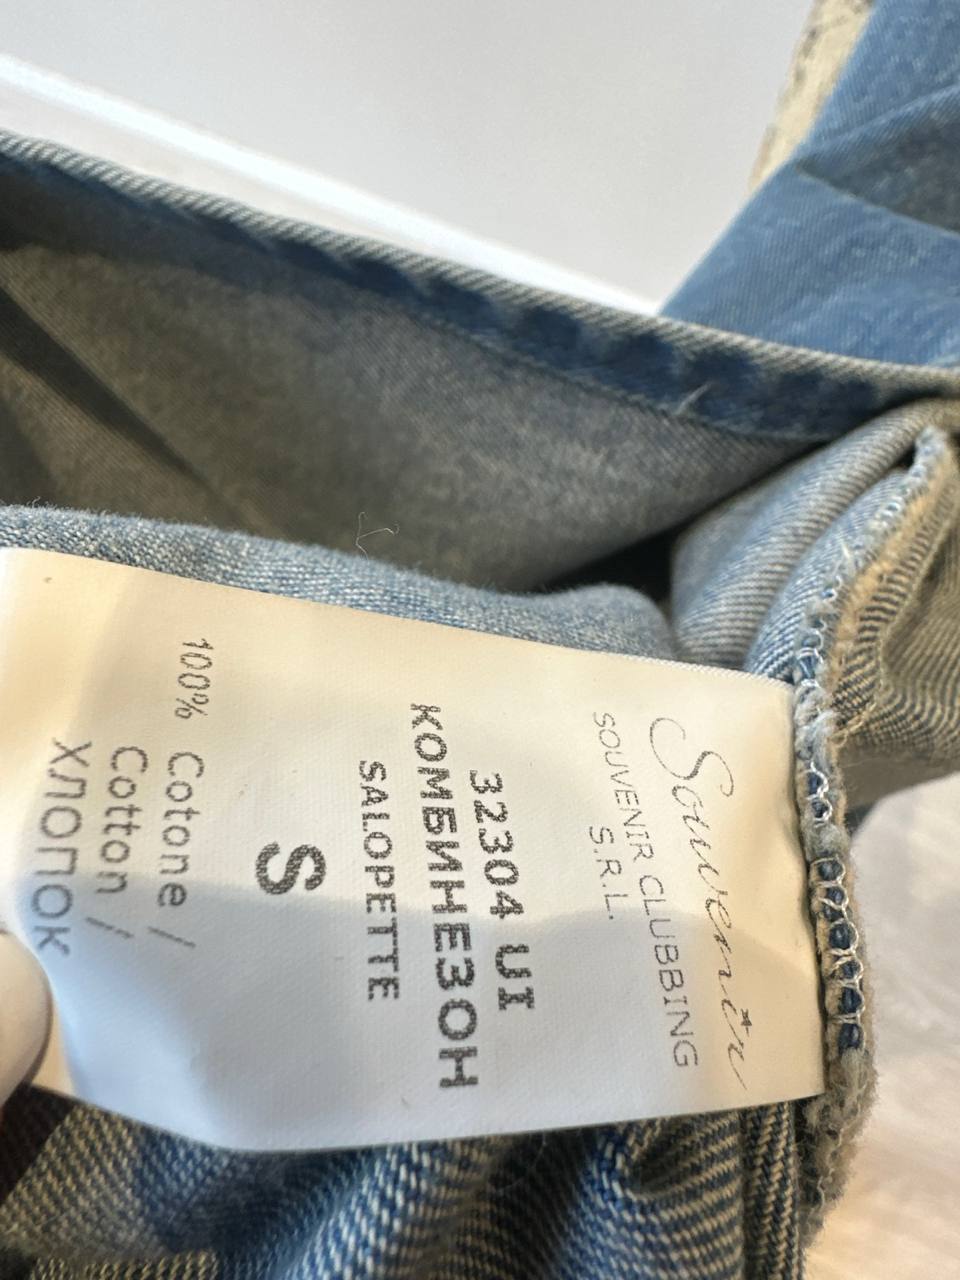 Souvenir
SOUVENIR CLUBBING
S.R.L.
32304 UI
КОМБИНЕЗОН
SALOPETTE
S
100% Cotone /
Cotton /
ХЛОПОК